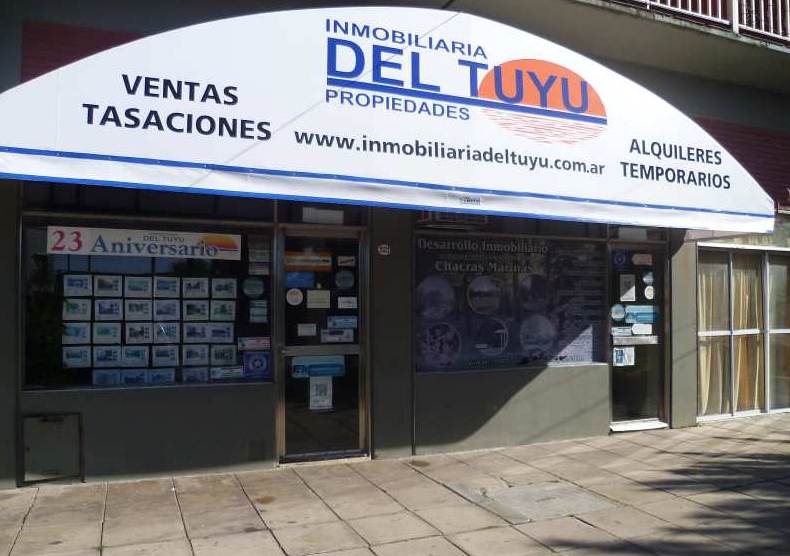 INMOBILIARIA
DEL TUYU
PROPIEDADES
VENTAS
TASACIONES
www.inmobiliariadeltuyu.com.ar
ALQUILERES
TEMPORARIOS
DEL TUYU
23 Aniversario
Desarrollo Inmobiliario
Chacras Marinas